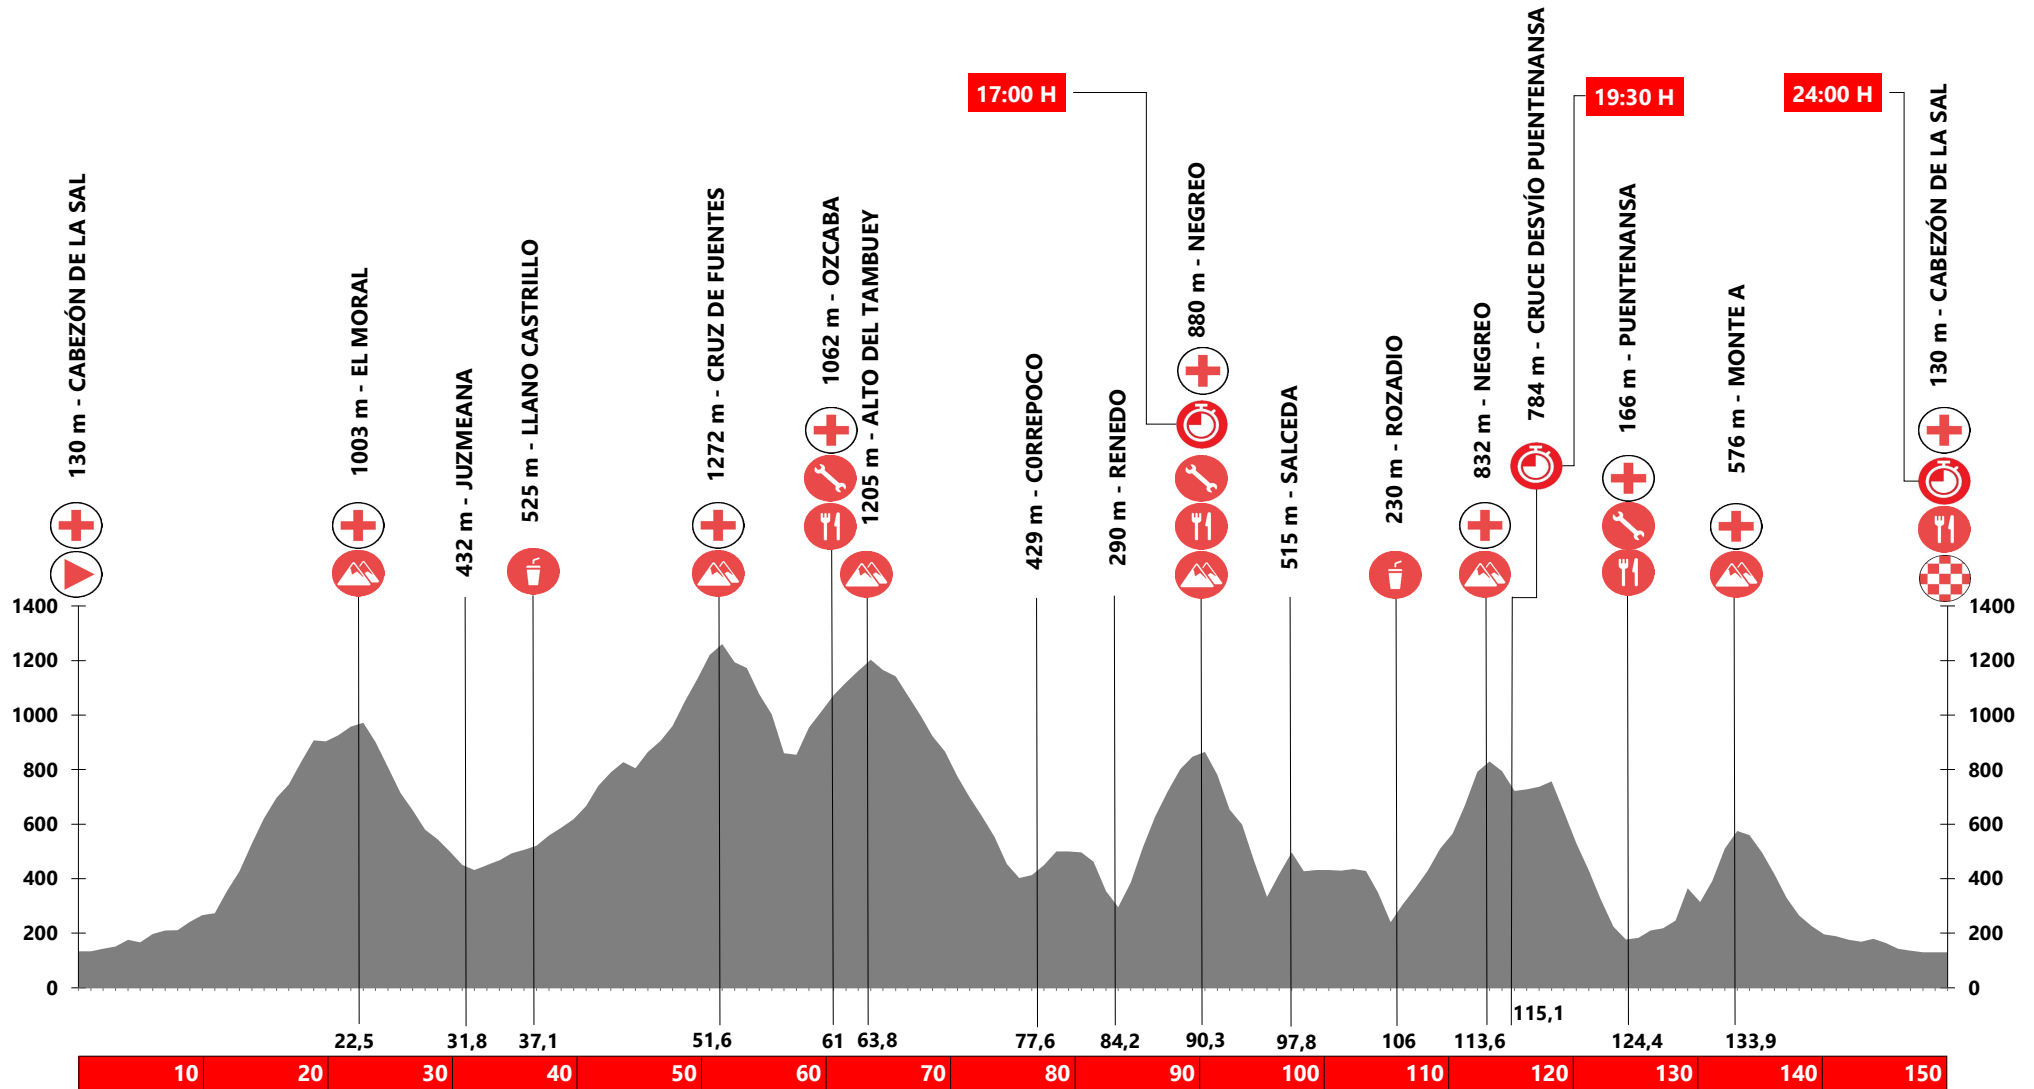 17:00 H
19:30 H
24:00 H
130 m - CABEZÓN DE LA SAL
1003 m - EL MORAL
432 m - JUZMEANA
525 m - LLANO CASTRILLO
1272 m - CRUZ DE FUENTES
1062 m - OZCABA
1205 m - ALTO DEL TAMBUEY
429 m - C0RREPOCO
290 m - RENEDO
880 m - NEGREO
515 m - SALCEDA
230 m - ROZADIO
832 m - NEGREO
784 m - CRUCE DESVÍO PUENTENANSA
166 m - PUENTENANSA
576 m - MONTE A
130 m - CABEZÓN DE LA SAL
1400
1200
1000
800
600
400
200
0
1400
1200
1000
800
600
400
200
0
22,5
31,8
37,1
51,6
61
63,8
77,6
84,2
90,3
97,8
106
113,6
115,1
124,4
133,9
10 20 30 40 50 60 70 80 90 100 110 120 130 140 150